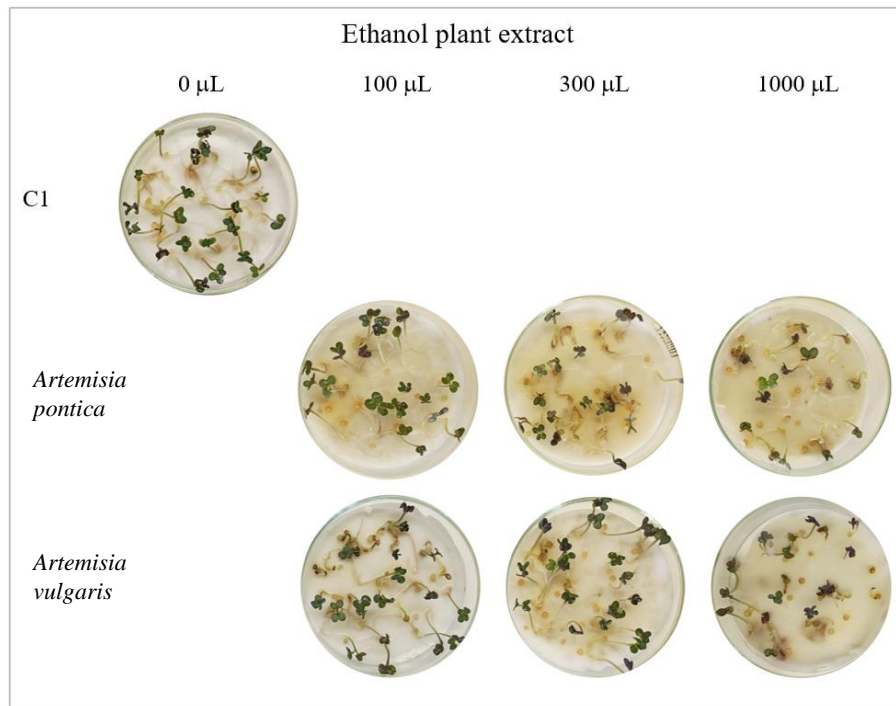 Ethanol plant extract
0 μL 100 μL 300 μL 1000 μL
C1
Artemisia
pontica
Artemisia
vulgaris